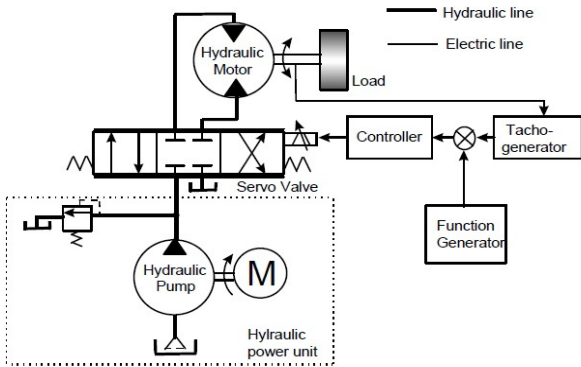 Hydraulic line
Electric line
Hydraulic
Motor
Load
Controller
Tacho-
generator
Servo Valve
Function
Generator
Hydraulic
Pump
M
Hylraulic
power unit